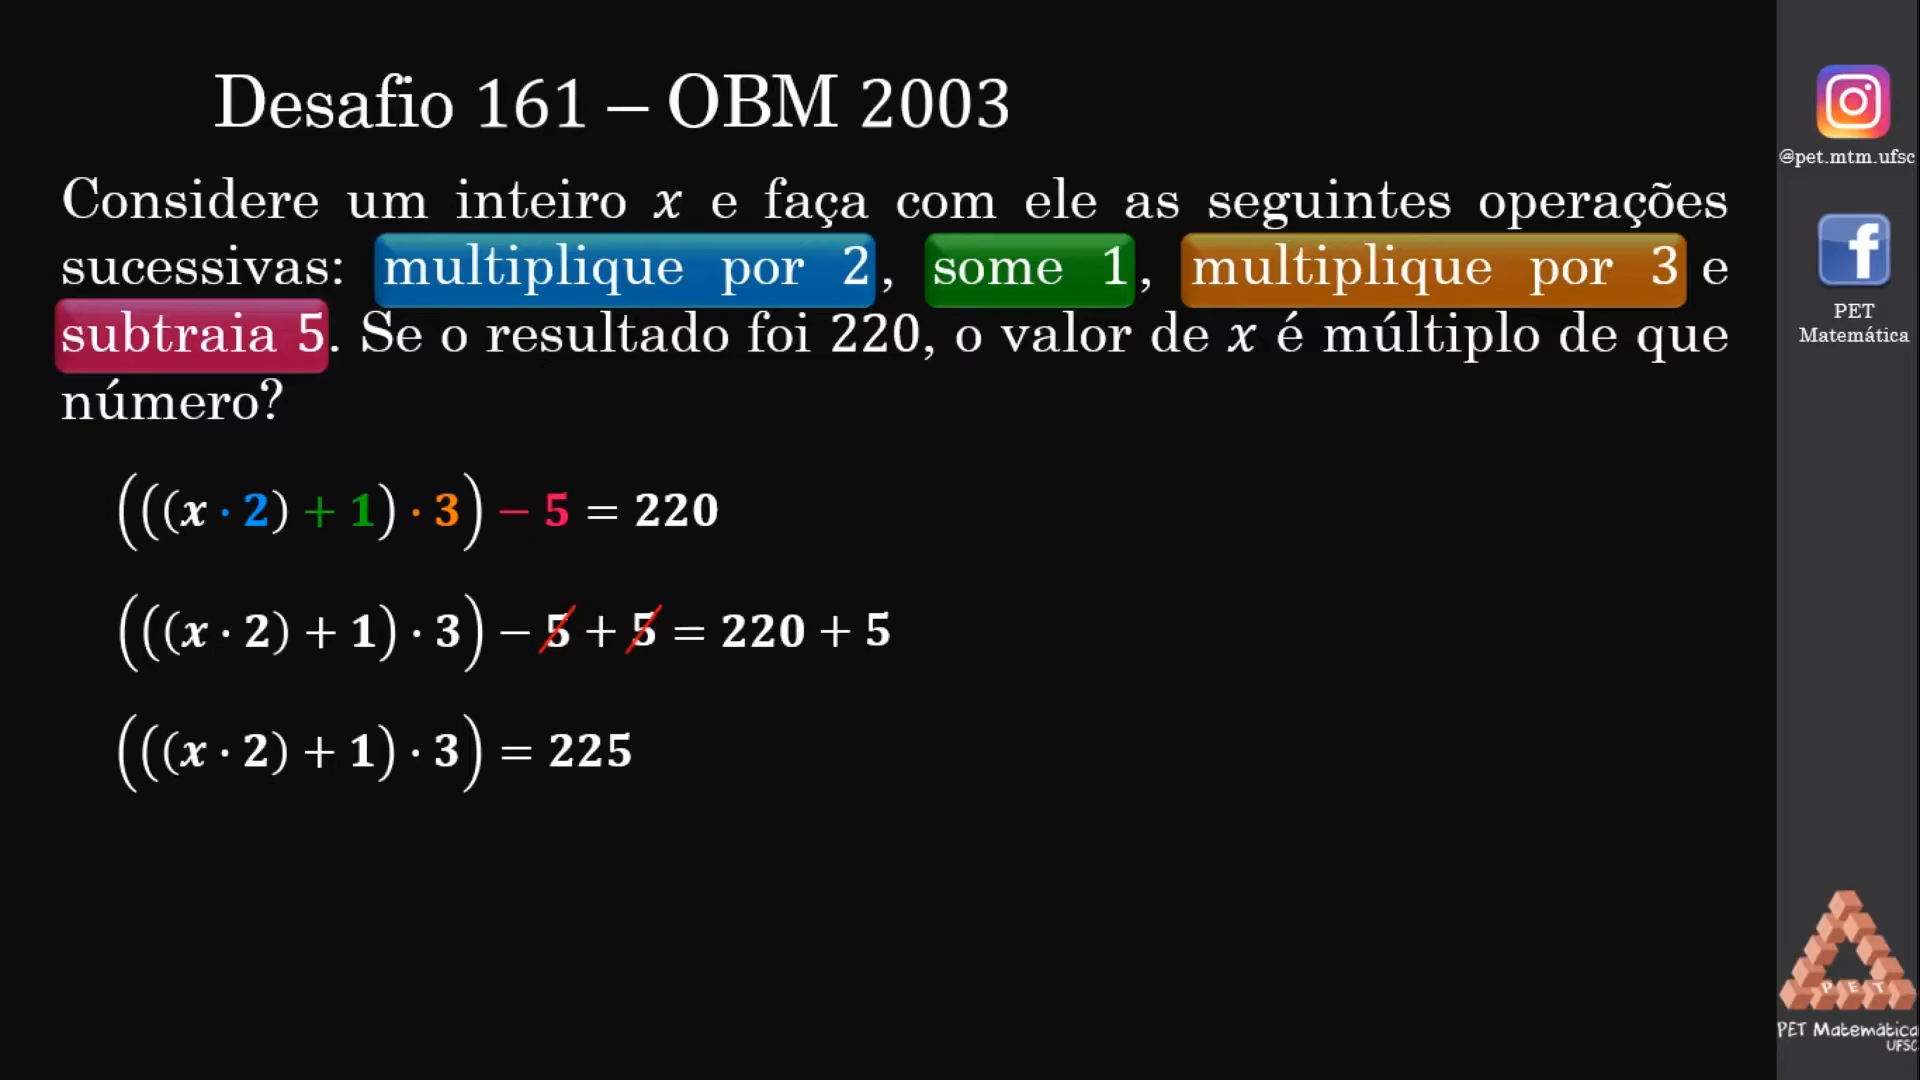 Desafio 161 – OBM 2003
Considere um inteiro x e faça com ele as seguintes operações
sucessivas: multiplique por 2, some 1, multiplique por 3 e
subtraia 5. Se o resultado foi 220, o valor de x é múltiplo de que
número?
(((x · 2) + 1) · 3) − 5 = 220
(((x · 2) + 1) · 3) − 5 + 5 = 220 + 5
(((x · 2) + 1) · 3) = 225
@pet.mtm.ufsc
f
PET
Matemática
P E T
PET Matemática
UFSC